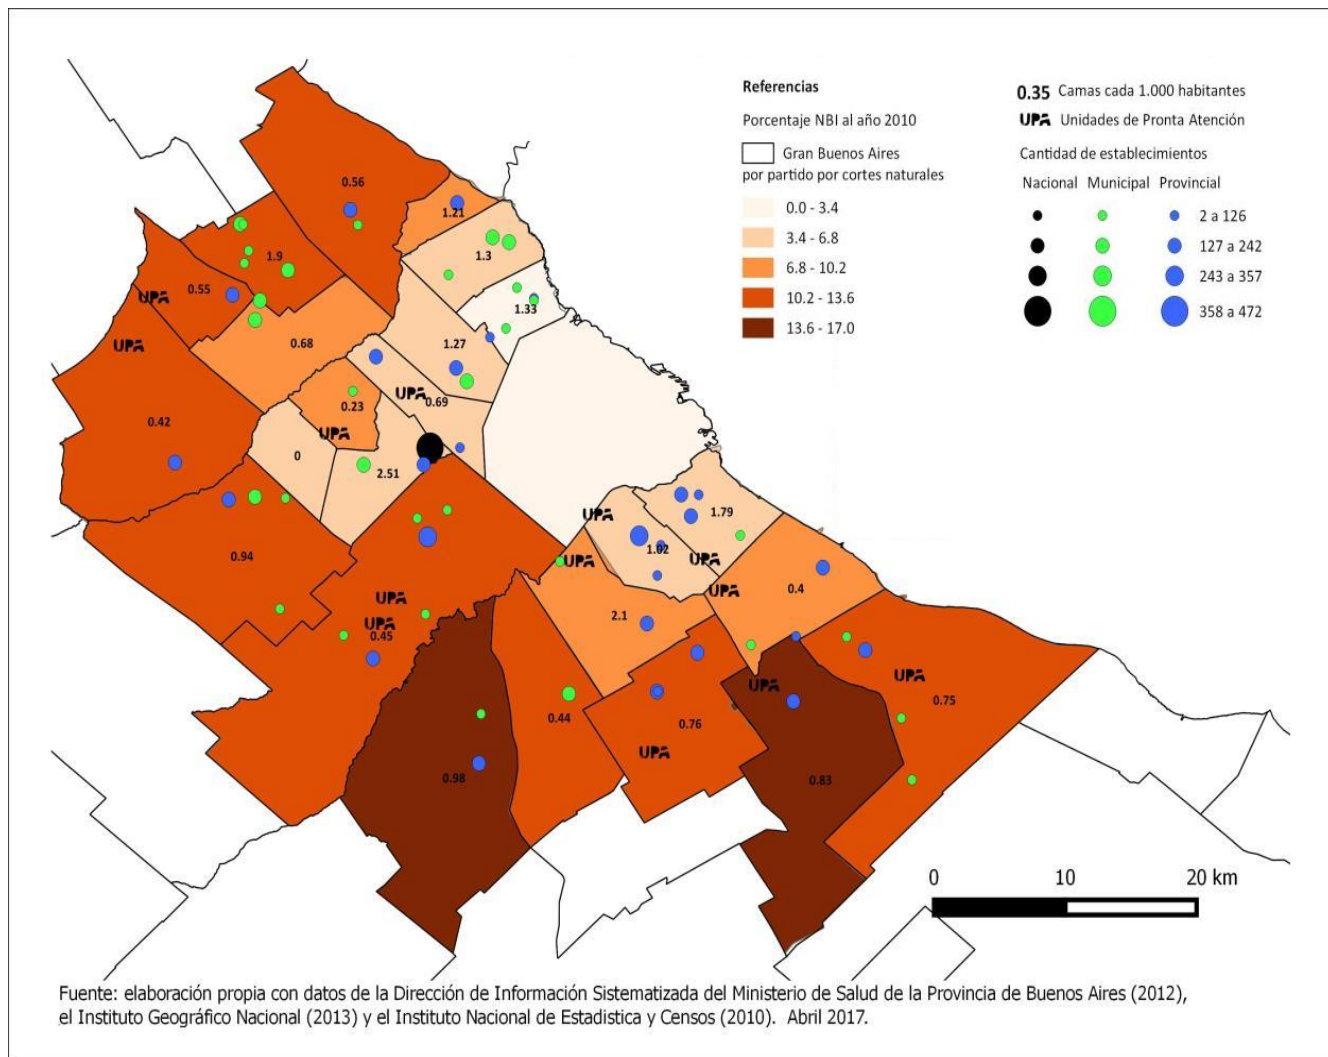 Referencias
Porcentaje NBI al año 2010
Gran Buenos Aires
por partido por cortes naturales
0.0 - 3.4
3.4 - 6.8
6.8 - 10.2
10.2 - 13.6
13.6 - 17.0
0.35 Camas cada 1.000 habitantes
UPA Unidades de Pronta Atención
Cantidad de establecimientos
Nacional Municipal Provincial
2 a 126
127 a 242
243 a 357
358 a 472
0.56
1.21
1.9
1.3
0.55
UPA
1.33
UPA
0.68
1.27
UPA
0.69
0.23
UPA
0.42
0
2.51
1.79
UPA
1.02
0.94
UPA
UPA
UPA
0.4
UPA
UPA
0.45
2.1
UPA
UPA
0.75
0.44
0.76
UPA
0.98
0.83
0 10 20 km
Fuente: elaboración propia con datos de la Dirección de Información Sistematizada del Ministerio de Salud de la Provincia de Buenos Aires (2012),
el Instituto Geográfico Nacional (2013) y el Instituto Nacional de Estadistica y Censos (2010). Abril 2017.